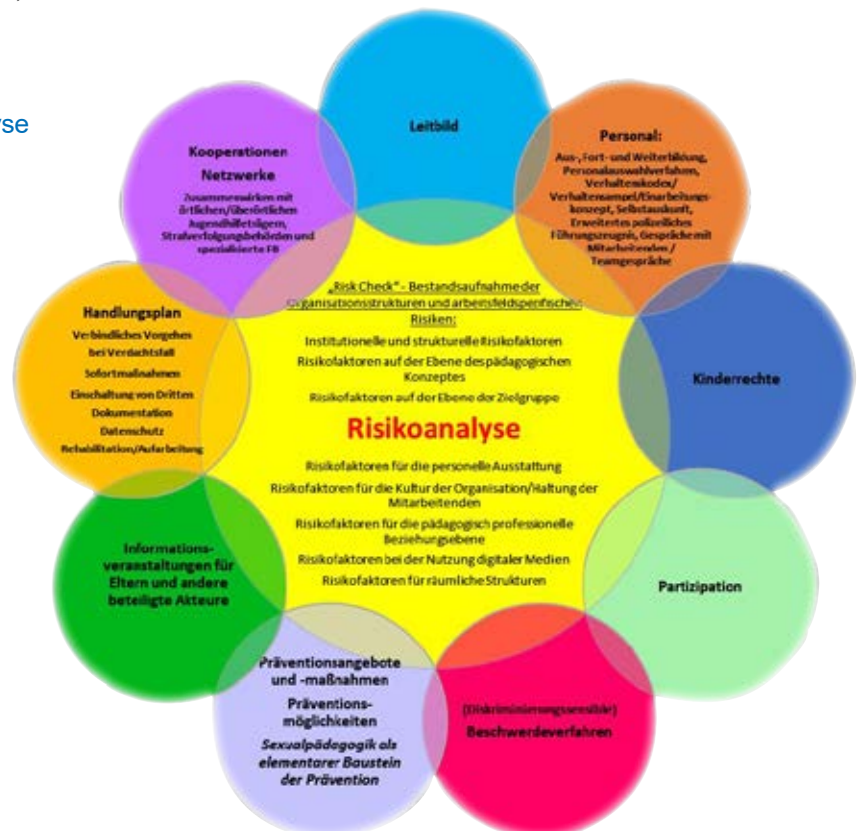 yse
Leitbild
Personal:
Aus-, Fort- und Weiterbildung,
Personalauswahlverfahren,
Verhaltenskodex/
Verhaltensampel/Einarbeitungs-
konzept, Selbstauskunft,
Erweitertes polizeiliches
Führungszeugnis, Gespräche mit
Mitarbeitenden /
Teamgespräche
Kinderrechte
Partizipation
(Diskriminierungssensible)
Beschwerdeverfahren
Präventionsangebote
und -maßnahmen
Präventions-
möglichkeiten
Sexualpädagogik als
elementarer Baustein
der Prävention
Informations-
veranstaltungen für
Eltern und andere
beteiligte Akteure
Handlungsplan
Verbindliches Vorgehen
bei Verdachtsfall
Sofortmaßnahmen
Einschaltung von Dritten
Dokumentation
Datenschutz
Rehabilitation/Aufarbeitung
Kooperationen
Netzwerke
Zusammenwirken mit
örtlichen/überörtlichen
Jugendhilfeträgern,
Strafverfolgungsbehörden und
spezialisierte FB
„Risk Check" - Bestandsaufnahme der
Organisationsstrukturen und arbeitsfeldspezifischen
Risiken:
Institutionelle und strukturelle Risikofaktoren
Risikofaktoren auf der Ebene des pädagogischen
Konzeptes
Risikofaktoren auf der Ebene der Zielgruppe
Risikoanalyse
Risikofaktoren für die personelle Ausstattung
Risikofaktoren für die Kultur der Organisation/Haltung der
Mitarbeitenden
Risikofaktoren für die pädagogisch professionelle
Beziehungsebene
Risikofaktoren bei der Nutzung digitaler Medien
Risikofaktoren für räumliche Strukturen